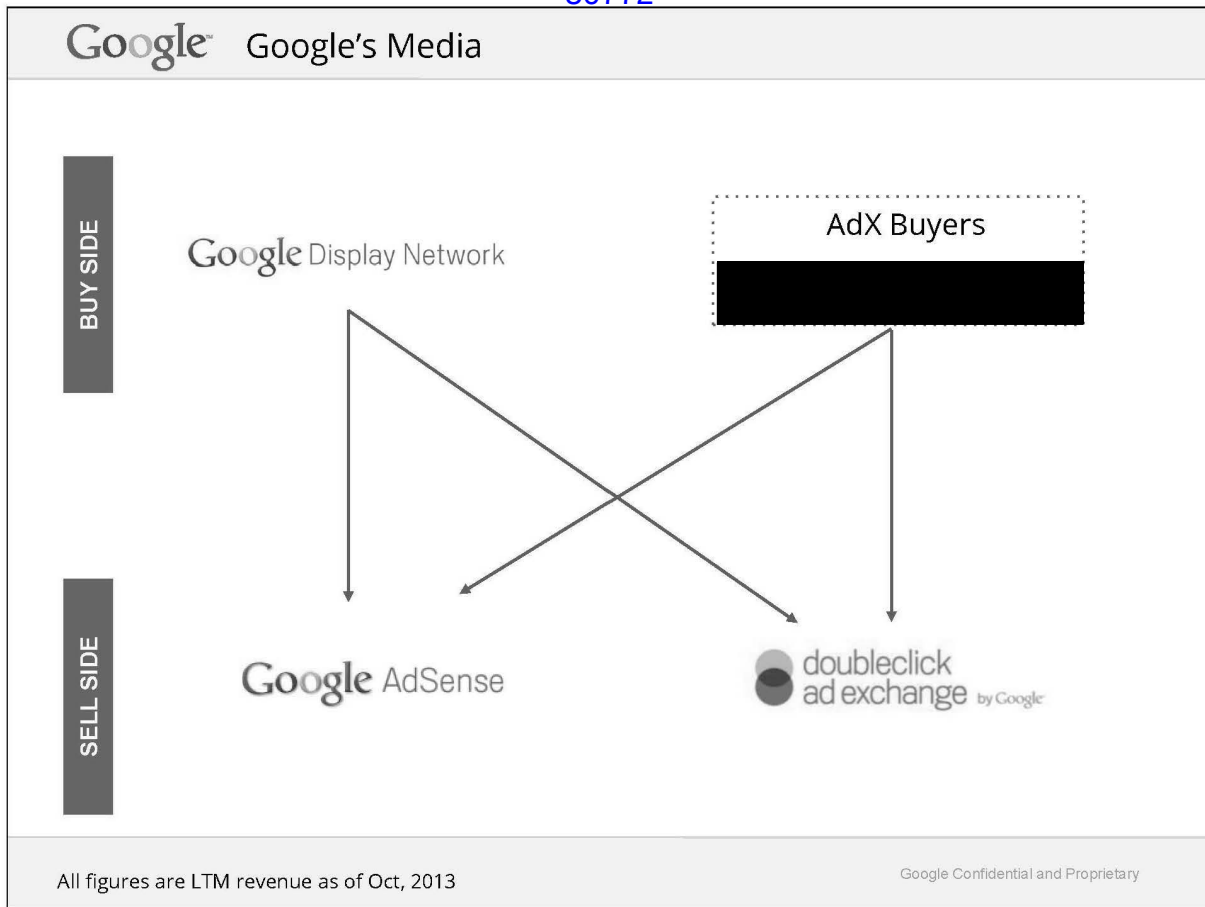 Google™ Google's Media
BUY SIDE
Google Display Network
AdX Buyers
SELL SIDE
Google AdSense
doubleclick
ad exchange by Google
All figures are LTM revenue as of Oct, 2013
Google Confidential and Proprietary